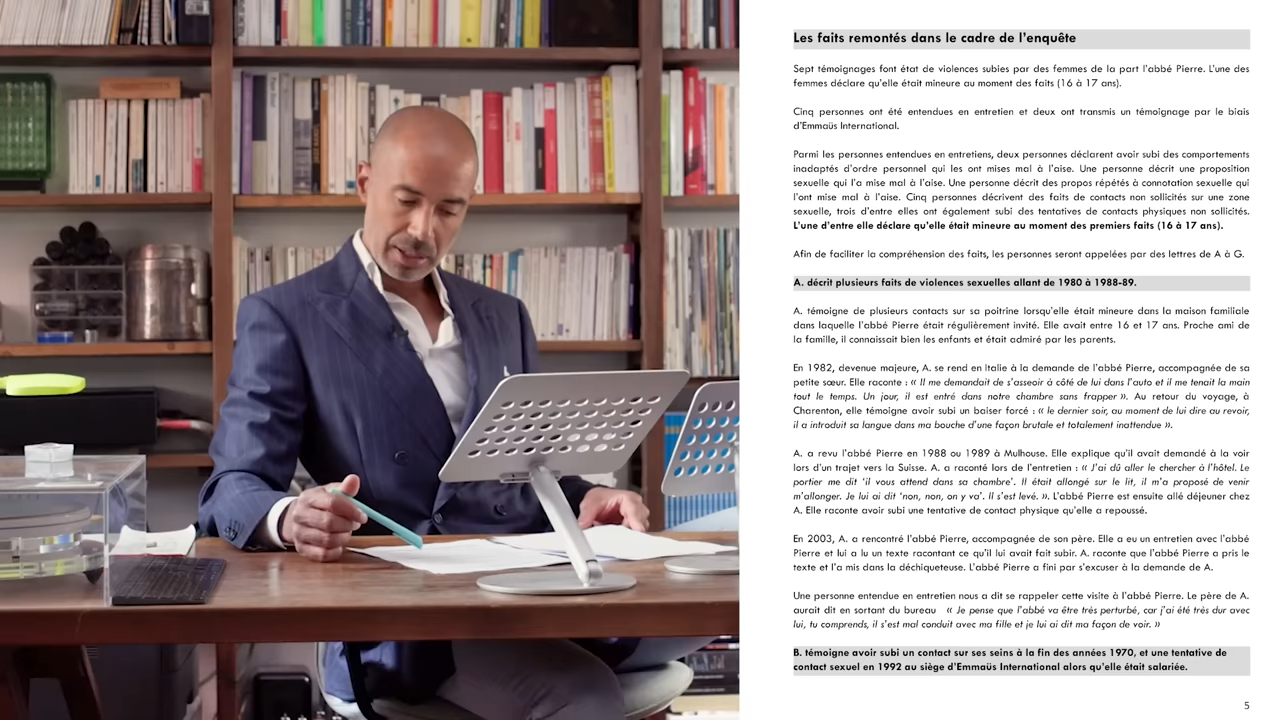 Les faits remontés dans le cadre de l'enquête
Sept témoignages font état de violences subies par des femmes de la part l'abbé Pierre. L'une des
femmes déclare qu'elle était mineure au moment des faits (16 à 17 ans).
Cinq personnes ont été entendues en entretien et deux ont transmis un témoignage par le biais
d'Emmaüs International.
Parmi les personnes entendues en entretiens, deux personnes déclarent avoir subi des comportements
inadaptés d'ordre personnel qui les ont mises mal à l'aise. Une personne décrit une proposition
sexuelle qui l'a mise mal à l'aise. Une personne décrit des propos répétés à connotation sexuelle qui
l'ont mise mal à l'aise. Cinq personnes décrivent des faits de contacts non sollicités sur une zone
sexuelle, trois d'entre elles ont également subi des tentatives de contacts physiques non sollicités.
L'une d'entre elle déclare qu'elle était mineure au moment des premiers faits (16 à 17 ans).
Afin de faciliter la compréhension des faits, les personnes seront appelées par des lettres de A à G.
A. décrit plusieurs faits de violences sexuelles allant de 1980 à 1988-89.
A. témoigne de plusieurs contacts sur sa poitrine lorsqu'elle était mineure dans la maison familiale
dans laquelle l'abbé Pierre était régulièrement invité. Elle avait entre 16 et 17 ans. Proche ami de
la famille, il connaissait bien les enfants et était admiré par les parents.
En 1982, devenue majeure, A. se rend en Italie à la demande de l'abbé Pierre, accompagnée de sa
petite sœur. Elle raconte : « Il me demandait de s'asseoir à côté de lui dans l'auto et il me tenait la main
tout le temps. Un jour, il est entré dans notre chambre sans frapper ». Au retour du voyage, à
Charenton, elle témoigne avoir subi un baiser forcé : « le dernier soir, au moment de lui dire au revoir,
il a introduit sa langue dans ma bouche d'une façon brutale et totalement inattendue ».
A. a revu l'abbé Pierre en 1988 ou 1989 à Mulhouse. Elle explique qu'il avait demandé à la voir
lors d'un trajet vers la Suisse. A. a raconté lors de l'entretien : « J'ai dû aller le chercher à l'hôtel. Le
portier me dit 'il vous attend dans sa chambre'. Il était allongé sur le lit, il m'a proposé de venir
m'allonger. Je lui ai dit 'non, non, on y va'. Il s'est levé. ». L'abbé Pierre est ensuite allé déjeuner chez
A. Elle raconte avoir subi une tentative de contact physique qu'elle a repoussé.
En 2003, A. a rencontré l'abbé Pierre, accompagnée de son père. Elle a eu un entretien avec l'abbé
Pierre et lui a lu un texte racontant ce qu'il lui avait fait subir. A. raconte que l'abbé Pierre a pris le
texte et l'a mis dans la déchiqueteuse. L'abbé Pierre a fini par s'excuser à la demande de A.
Une personne entendue en entretien nous a dit se rappeler cette visite à l'abbé Pierre. Le père de A.
aurait dit en sortant du bureau « Je pense que l'abbé va être très perturbé, car j'ai été très dur avec
lui, tu comprends, il s'est mal conduit avec ma fille et je lui ai dit ma façon de voir. »
B. témoigne avoir subi un contact sur ses seins à la fin des années 1970, et une tentative de
contact sexuel en 1992 au siège d'Emmaüs International alors qu'elle était salariée.
5